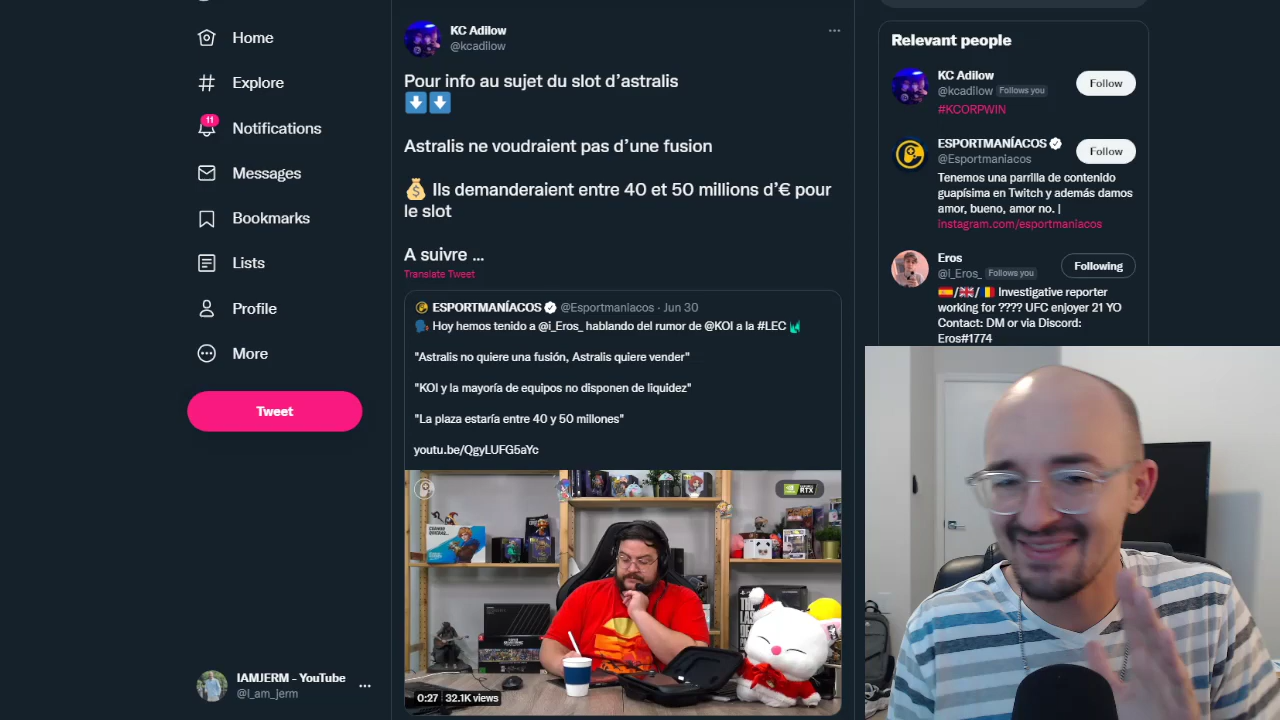 Home
Explore
11
Notifications
Messages
Bookmarks
Lists
Profile
More
Tweet
IAMJERM - YouTube
@I_am_jerm
KC Adilow
@kcadilow
Pour info au sujet du slot d'astralis
Astralis ne voudraient pas d'une fusion
Ils demanderaient entre 40 et 50 millions d'€ pour
le slot
A suivre ...
Translate Tweet
ESPORTMANÍACOS @Esportmaniacos · Jun 30
Hoy hemos tenido a @i_Eros_ hablando del rumor de @KOI a la #LEC
"Astralis no quiere una fusión, Astralis quiere vender"
"KOI y la mayoría de equipos no disponen de liquidez"
"La plaza estaría entre 40 y 50 millones"
youtu.be/QgyLUFG5aYc
NVIDIA RTX
0:27 32.1K views
Relevant people
KC Adilow
@kcadilow Follows you
Follow
#KCORPWIN
ESPORTMANÍACOS
@Esportmaniacos
Follow
Tenemos una parrilla de contenido
guapísima en Twitch y además damos
amor, bueno, amor no. |
instagram.com/esportmaniacos
Eros
@I_Eros_ Follows you
Following
/ / Investigative reporter
working for ???? UFC enjoyer 21 YO
Contact: DM or via Discord:
Eros#1774